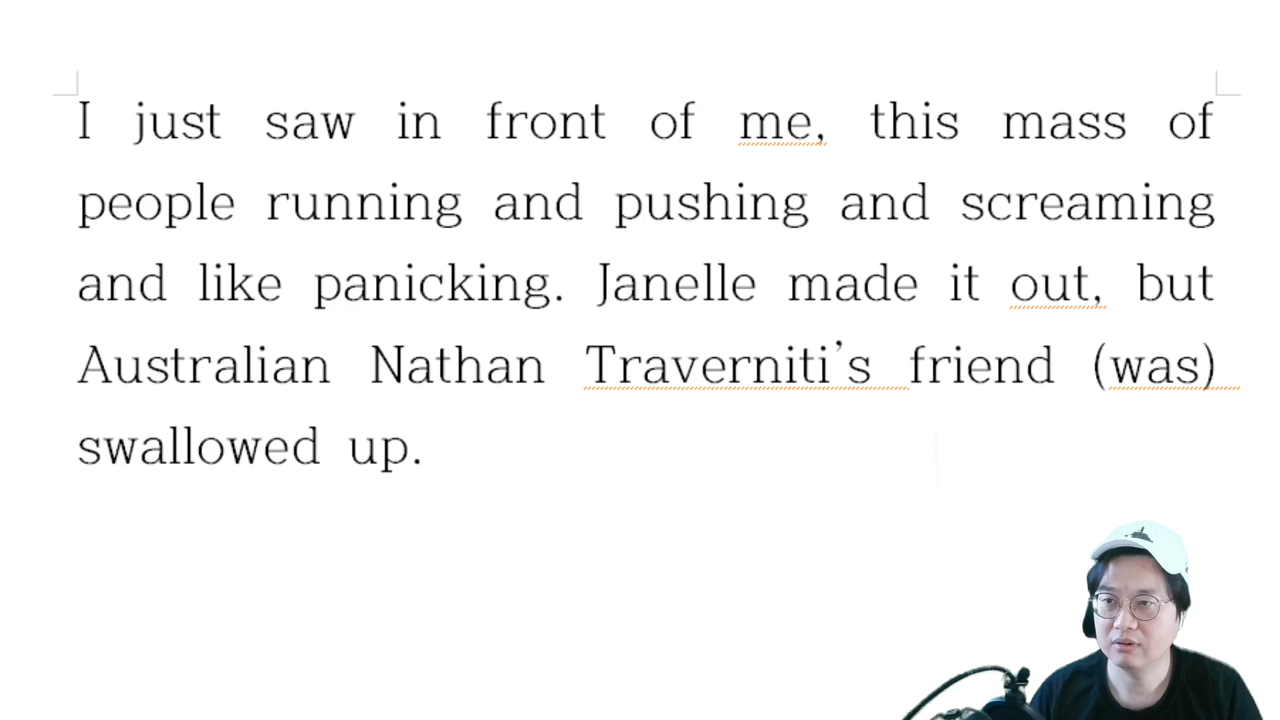 I just saw in front of me, this mass of
people running and pushing and screaming
and like panicking. Janelle made it out, but
Australian Nathan Traverniti’s friend (was)
swallowed up.